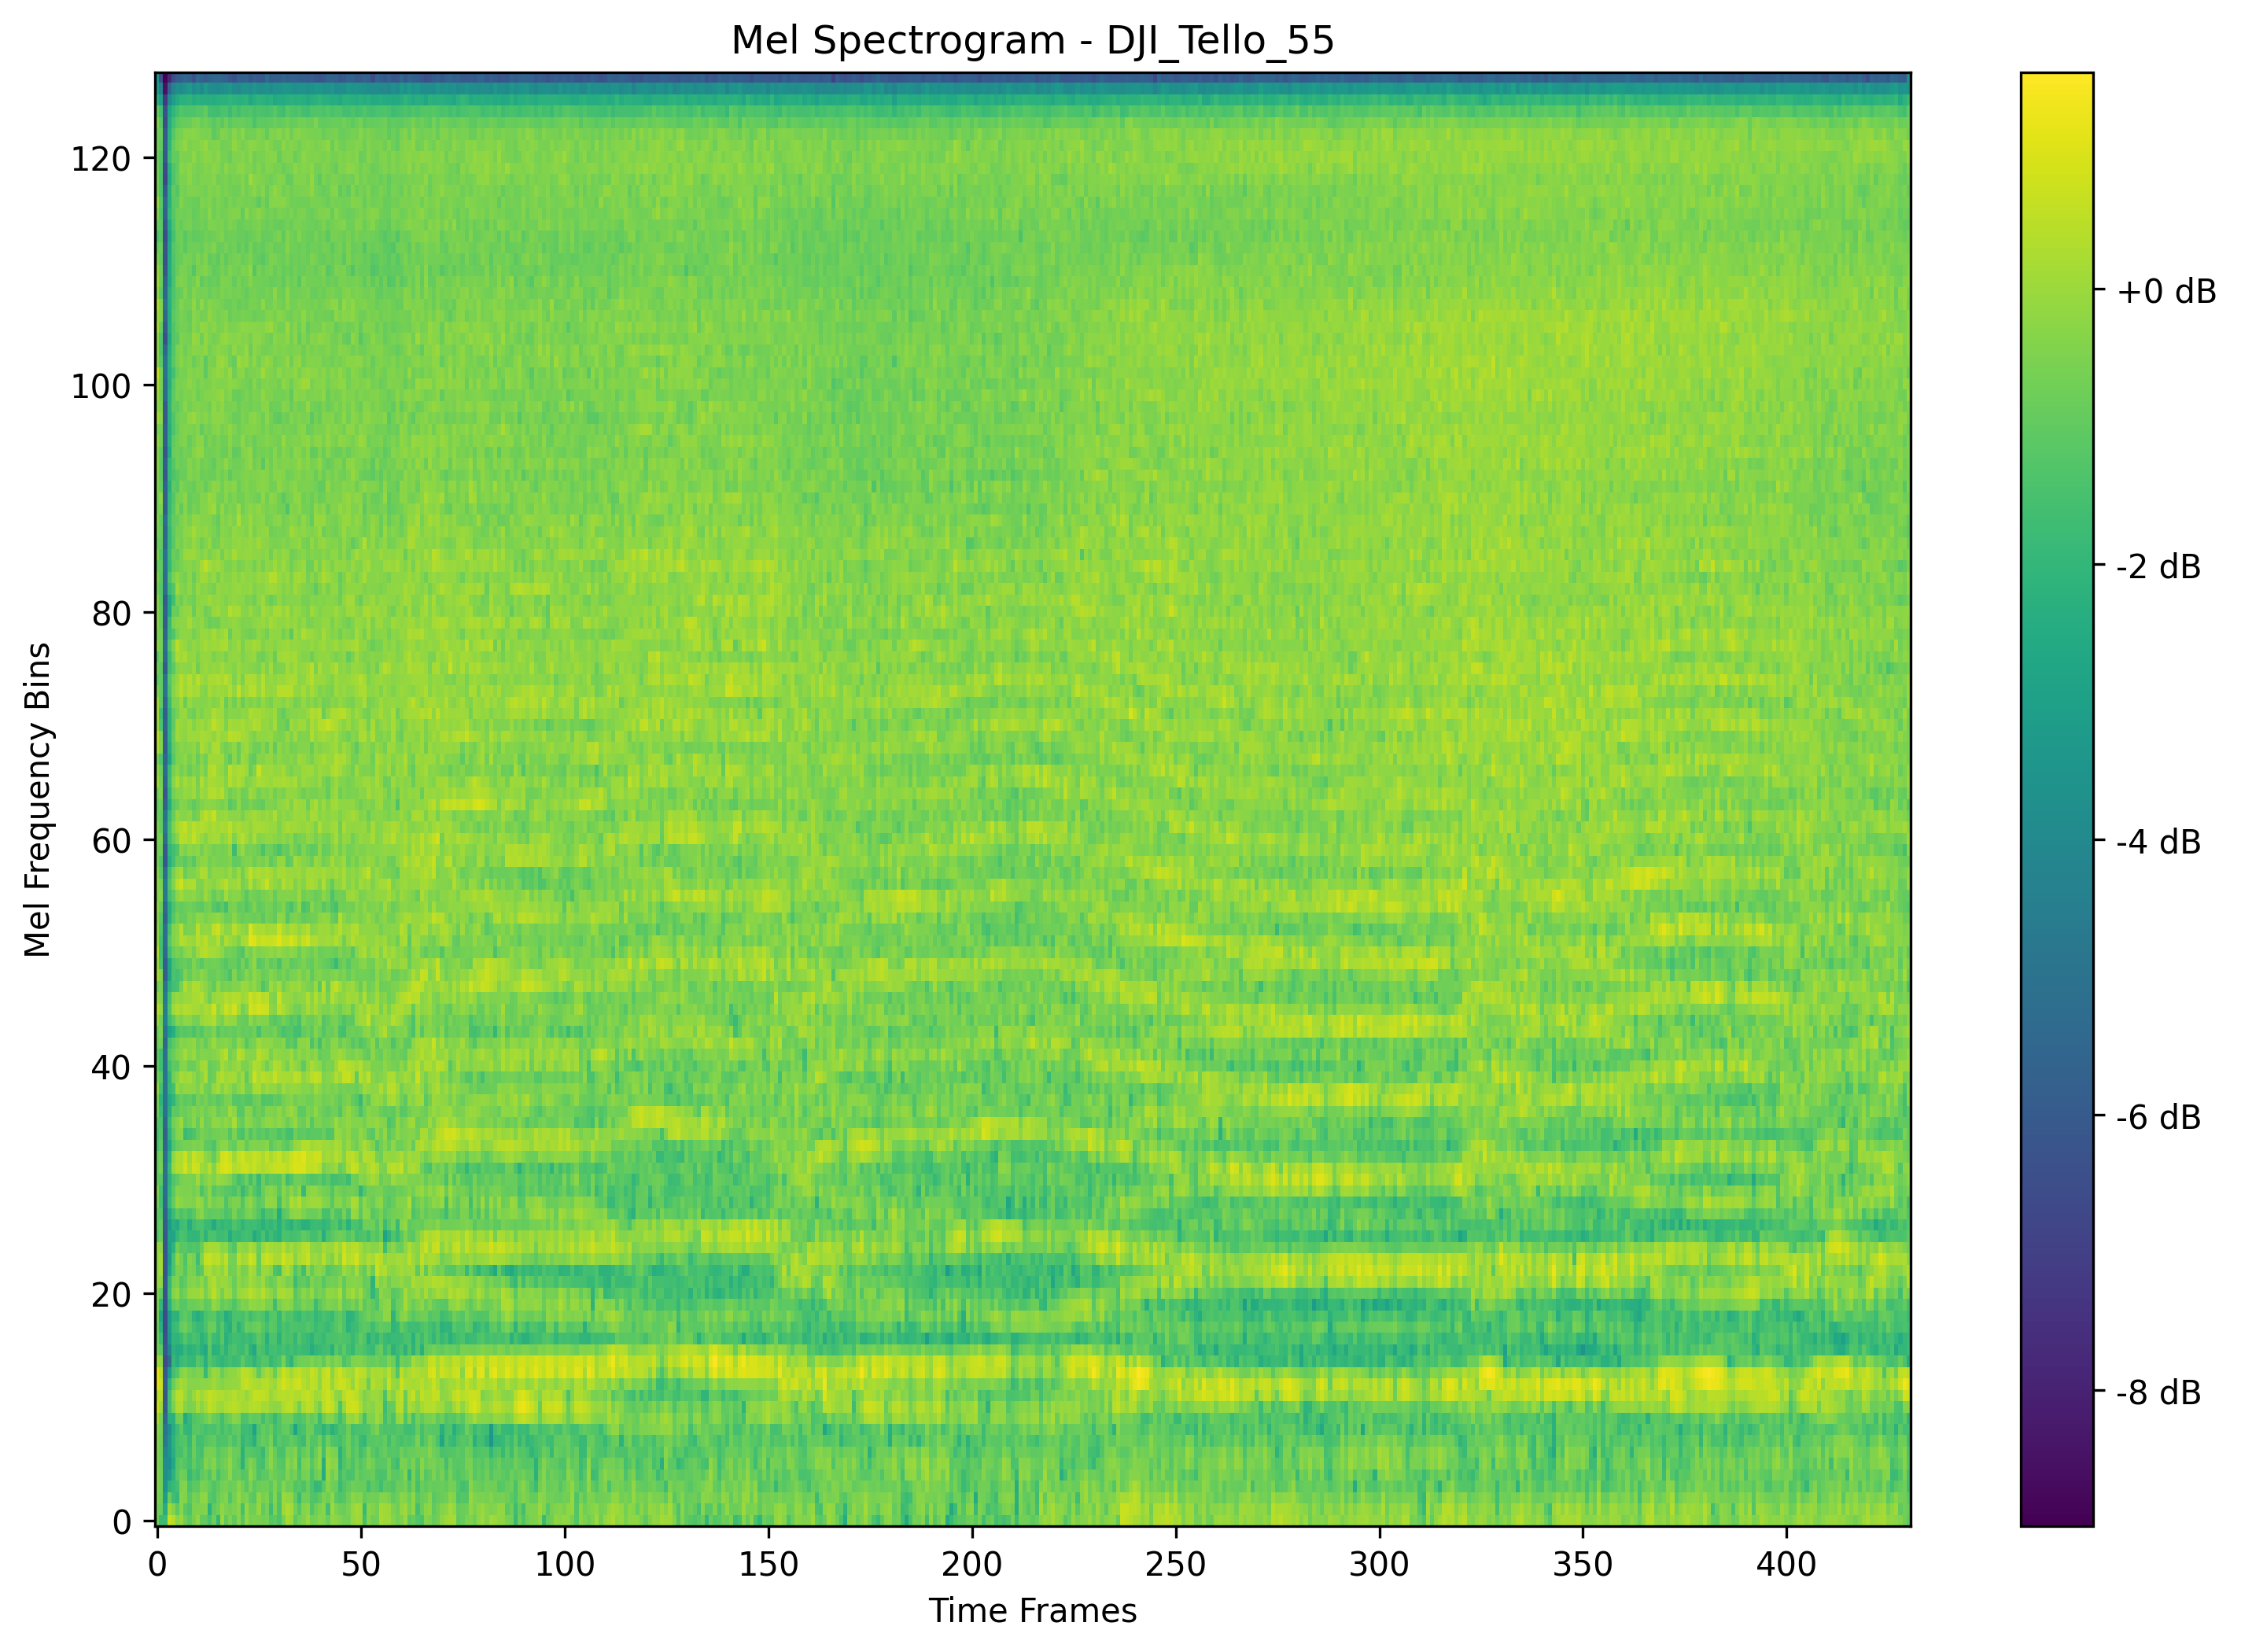 Mel Spectrogram - DJI_Tello_55
120
100
80
60
40
20
0
Mel Frequency Bins
0 50 100 150 200 250 300 350 400
Time Frames
+0 dB
-2 dB
-4 dB
-6 dB
-8 dB